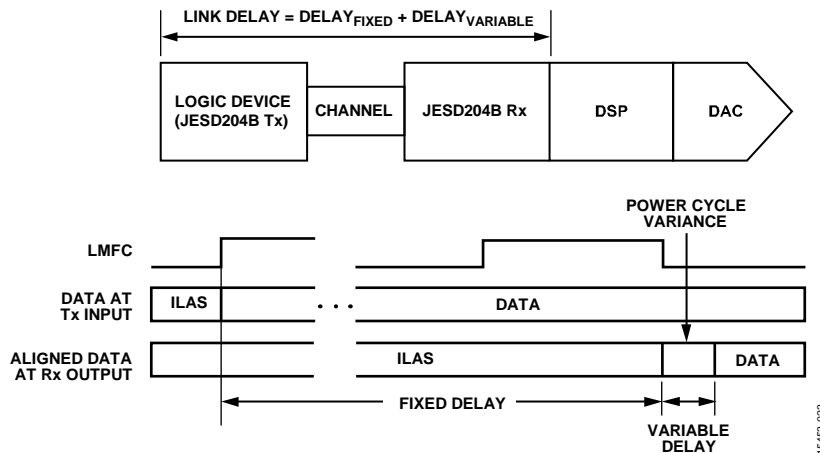 LINK DELAY = DELAYFIXED + DELAYVARIABLE
LOGIC DEVICE
(JESD204B Tx)
CHANNEL
JESD204B Rx
DSP
DAC
POWER CYCLE
VARIANCE
LMFC
DATA AT
Tx INPUT
ILAS
. . .
DATA
ALIGNED DATA
AT Rx OUTPUT
ILAS
DATA
FIXED DELAY
VARIABLE
DELAY